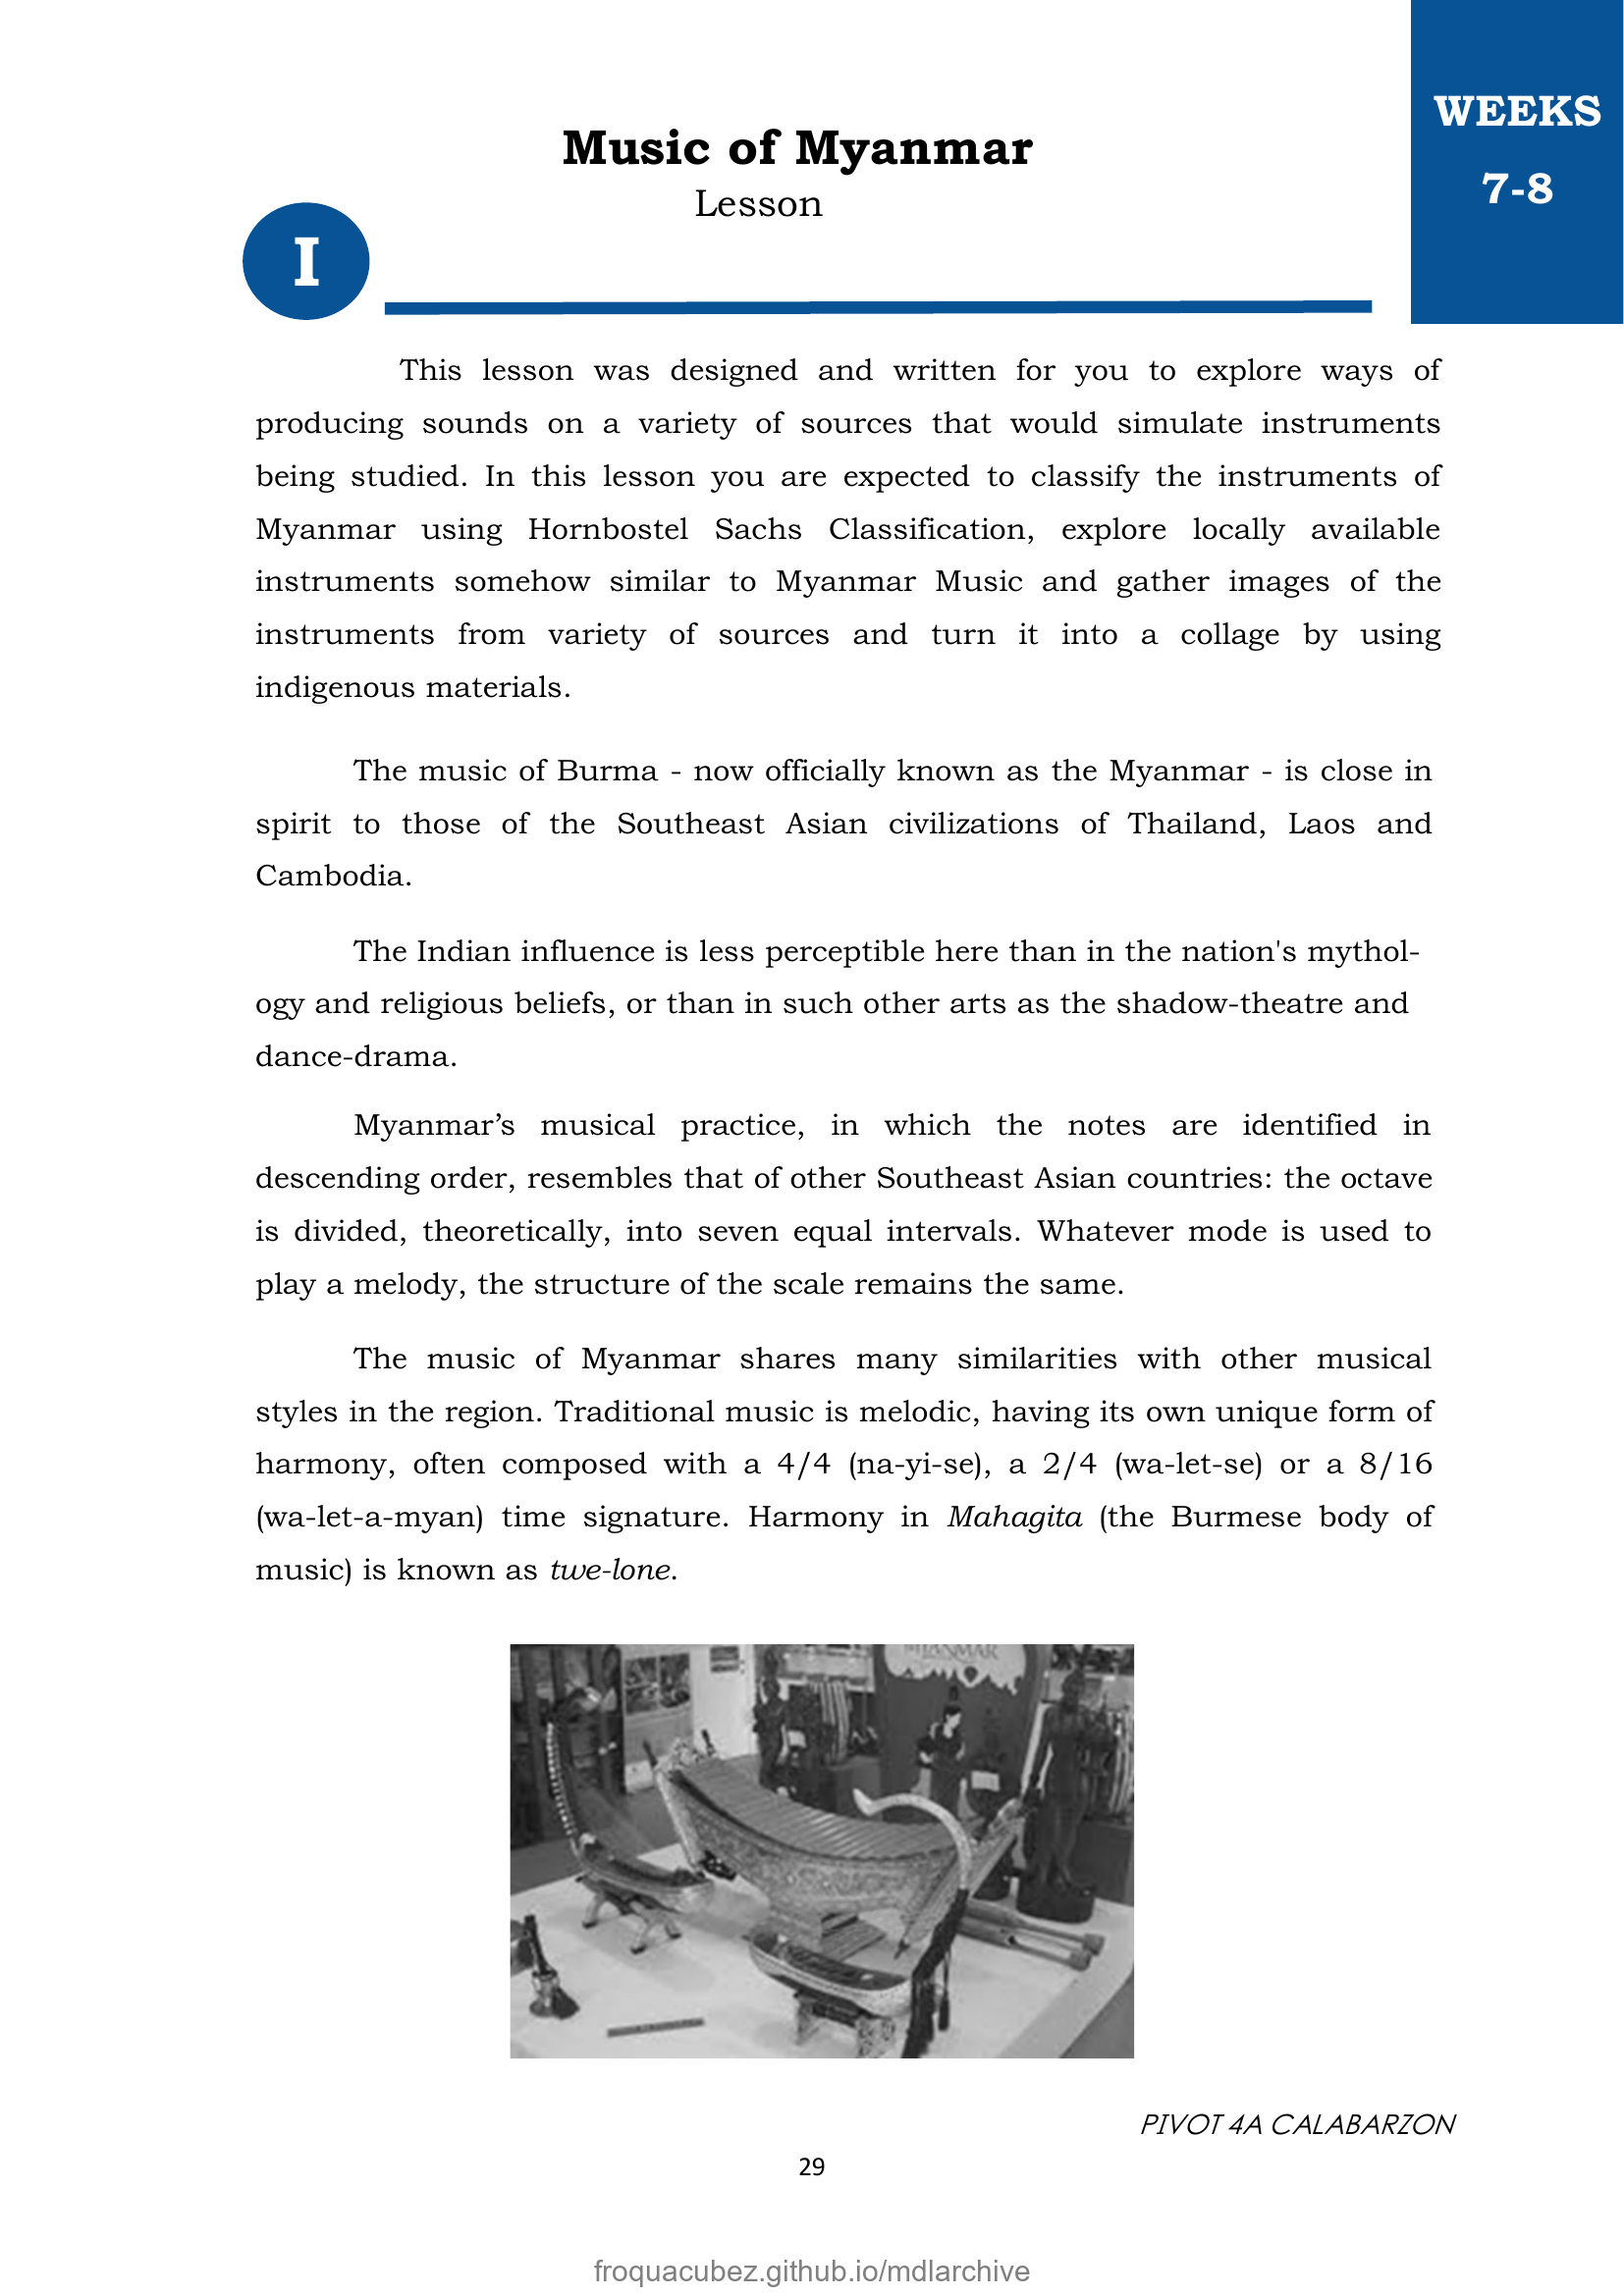 WEEKS
7-8
Music of Myanmar
Lesson
I
This lesson was designed and written for you to explore ways of
producing sounds on a variety of sources that would simulate instruments
being studied. In this lesson you are expected to classify the instruments of
Myanmar using Hornbostel Sachs Classification, explore locally available
instruments somehow similar to Myanmar Music and gather images of the
instruments from variety of sources and turn it into a collage by using
indigenous materials.
The music of Burma - now officially known as the Myanmar - is close in
spirit to those of the Southeast Asian civilizations of Thailand, Laos and
Cambodia.
The Indian influence is less perceptible here than in the nation's mythol-
ogy and religious beliefs, or than in such other arts as the shadow-theatre and
dance-drama.
Myanmar’s musical practice, in which the notes are identified in
descending order, resembles that of other Southeast Asian countries: the octave
is divided, theoretically, into seven equal intervals. Whatever mode is used to
play a melody, the structure of the scale remains the same.
The music of Myanmar shares many similarities with other musical
styles in the region. Traditional music is melodic, having its own unique form of
harmony, often composed with a 4/4 (na-yi-se), a 2/4 (wa-let-se) or a 8/16
(wa-let-a-myan) time signature. Harmony in Mahagita (the Burmese body of
music) is known as twe-lone.
MYANMAR
PIVOT 4A CALABARZON
29
froquacubez.github.io/mdlarchive